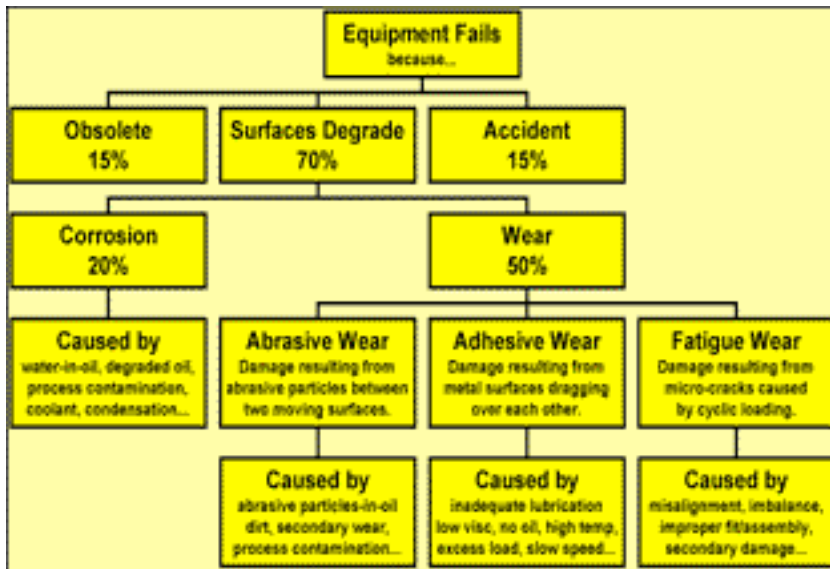 Equipment Fails
because...
Obsolete
15%
Surfaces Degrade
70%
Accident
15%
Corrosion
20%
Wear
50%
Caused by
water-in-oil, degraded oil,
process contamination,
coolant, condensation...
Abrasive Wear
Damage resulting from
abrasive particles between
two moving surfaces.
Adhesive Wear
Damage resulting from
metal surfaces dragging
over each other.
Fatigue Wear
Damage resulting from
micro-cracks caused
by cyclic loading.
Caused by
abrasive particles-in-oil
dirt, secondary wear,
process contamination...
Caused by
inadequate lubrication
low visc, no oil, high temp,
excess load, slow speed...
Caused by
misalignment, imbalance,
improper fit/assembly,
secondary damage...